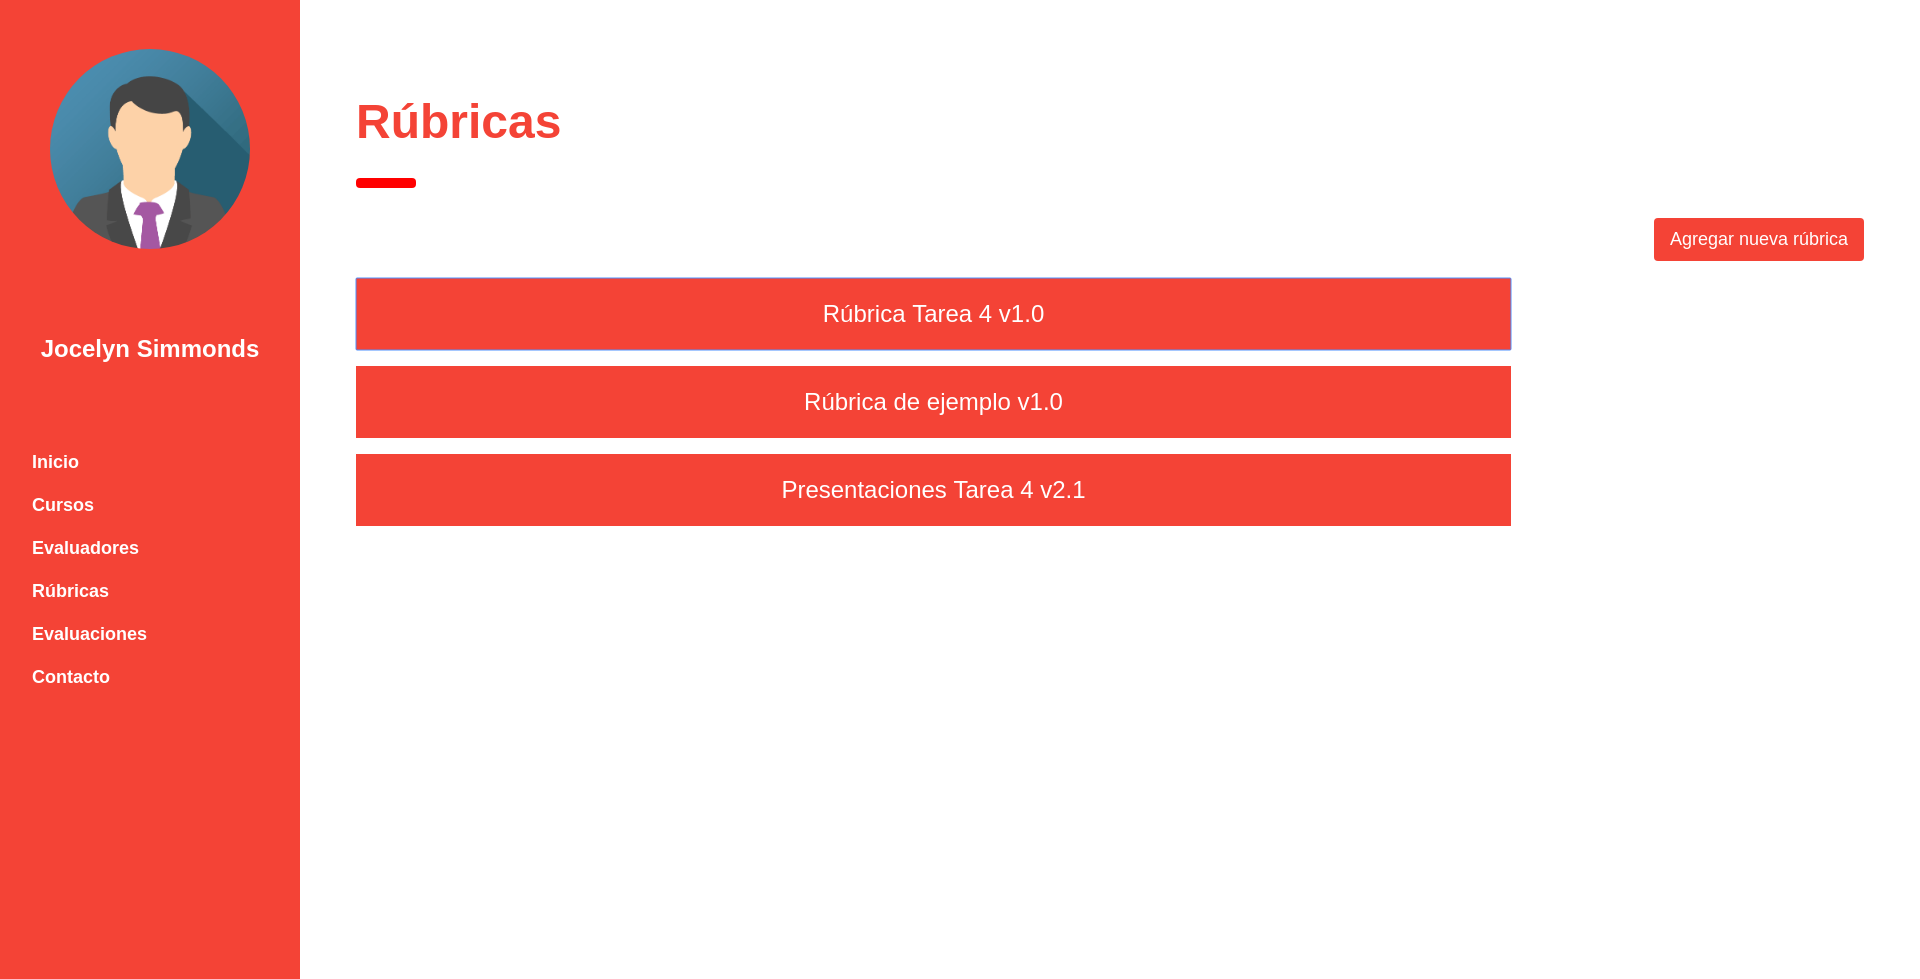 Jocelyn Simmonds
Inicio
Cursos
Evaluadores
Rúbricas
Evaluaciones
Contacto
Rúbricas
Agregar nueva rúbrica
Rúbrica Tarea 4 v1.0
Rúbrica de ejemplo v1.0
Presentaciones Tarea 4 v2.1